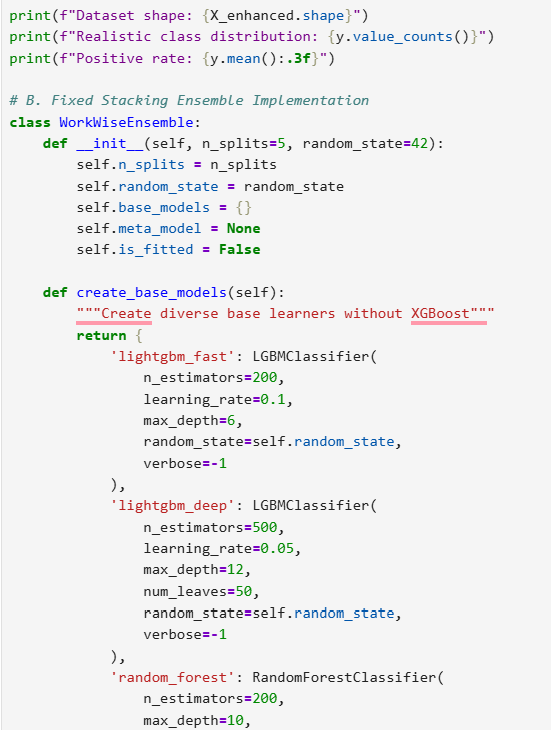 print(f"Dataset shape: {X_enhanced.shape}")
print(f"Realistic class distribution: {y.value_counts()}")
print(f"Positive rate: {y.mean():.3f}")

# B. Fixed Stacking Ensemble Implementation
class WorkWiseEnsemble:
    def __init__(self, n_splits=5, random_state=42):
        self.n_splits = n_splits
        self.random_state = random_state
        self.base_models = {}
        self.meta_model = None
        self.is_fitted = False

    def create_base_models(self):
        """Create diverse base learners without XGBoost"""
        return {
            'lightgbm_fast': LGBMClassifier(
                n_estimators=200,
                learning_rate=0.1,
                max_depth=6,
                random_state=self.random_state,
                verbose=-1
            ),
            'lightgbm_deep': LGBMClassifier(
                n_estimators=500,
                learning_rate=0.05,
                max_depth=12,
                num_leaves=50,
                random_state=self.random_state,
                verbose=-1
            ),
            'random_forest': RandomForestClassifier(
                n_estimators=200,
                max_depth=10,